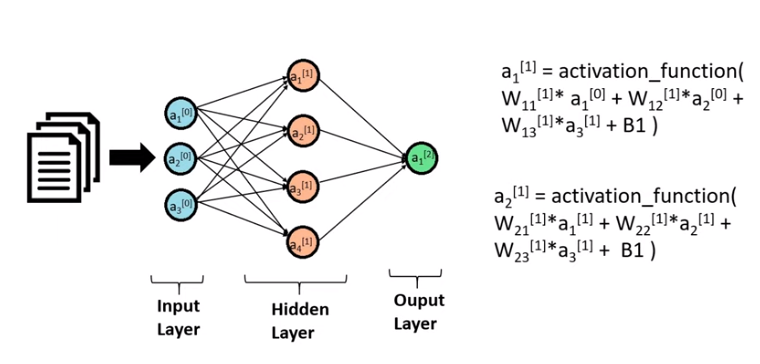 a1[1]
a1[0]
a2[1]
a2[0]
a1[2]
a3[1]
a3[0]
a4[1]
Input
Layer
Hidden
Layer
Ouput
Layer
a1[1] = activation_function(
W11[1]* a1[0] + W12[1]*a2[0] +
W13[1]*a3[1] + B1 )
a2[1] = activation_function(
W21[1]*a1[1] + W22[1]*a2[1] +
W23[1]*a3[1] + B1 )